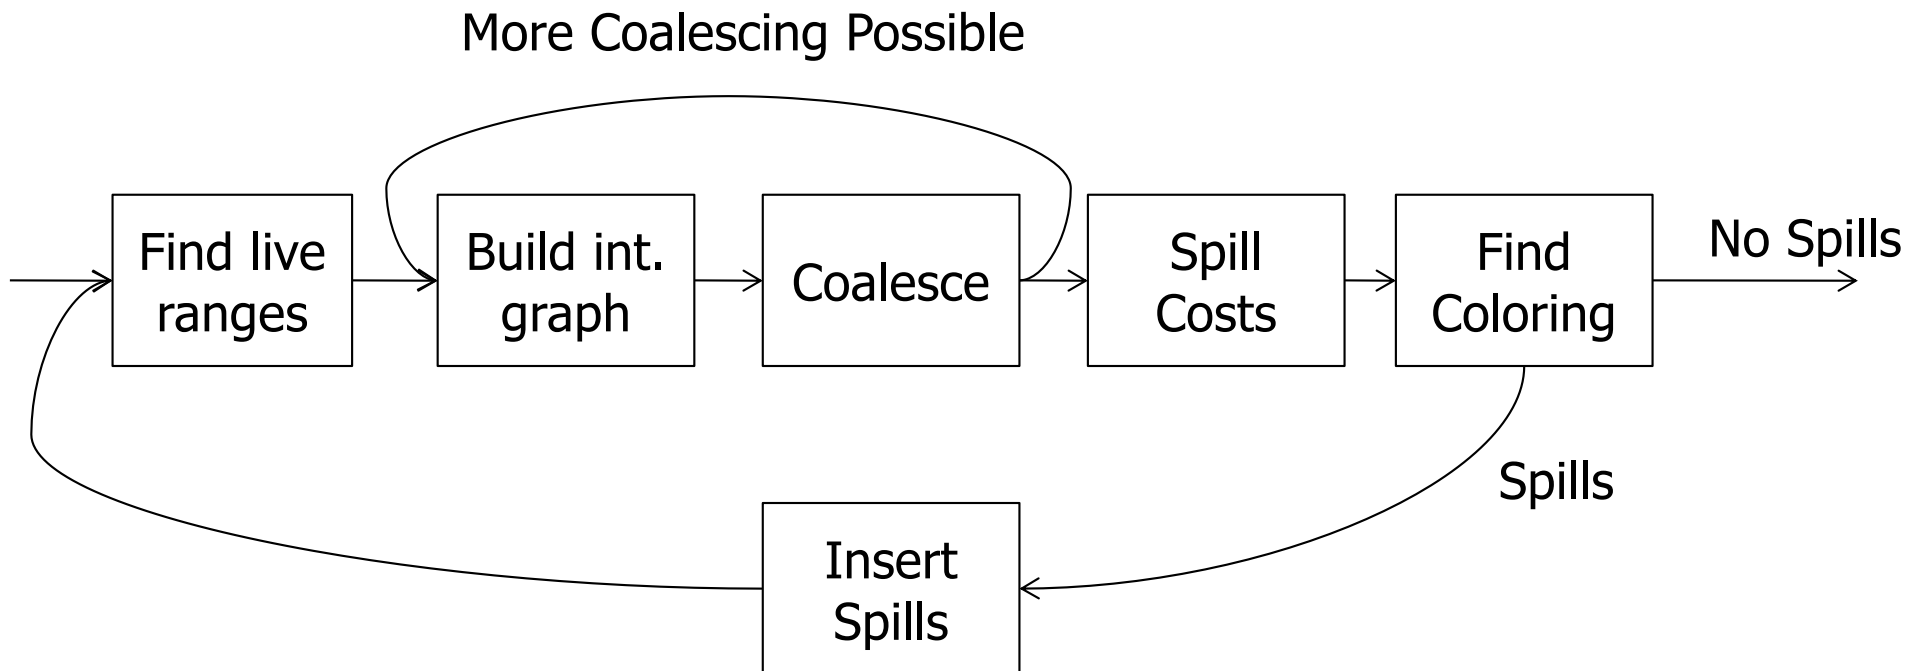 More Coalescing Possible
Find live
ranges
Build int.
graph
Coalesce
Spill
Costs
Find
Coloring
No Spills
Spills
Insert
Spills